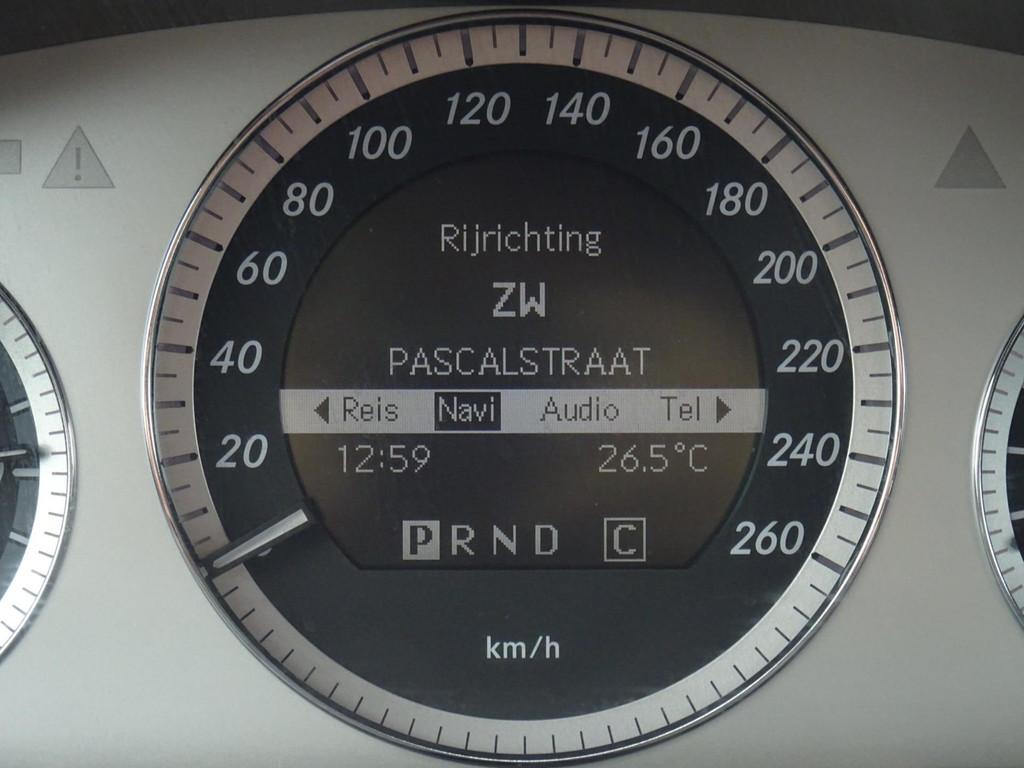 120 140
100 160
80 180
Rijrichting
60 200
ZW
40 PASCALSTRAAT 220
Reis Navi Audio Tel
20 12:59 26.5°C 240
P R N D C 260
km/h